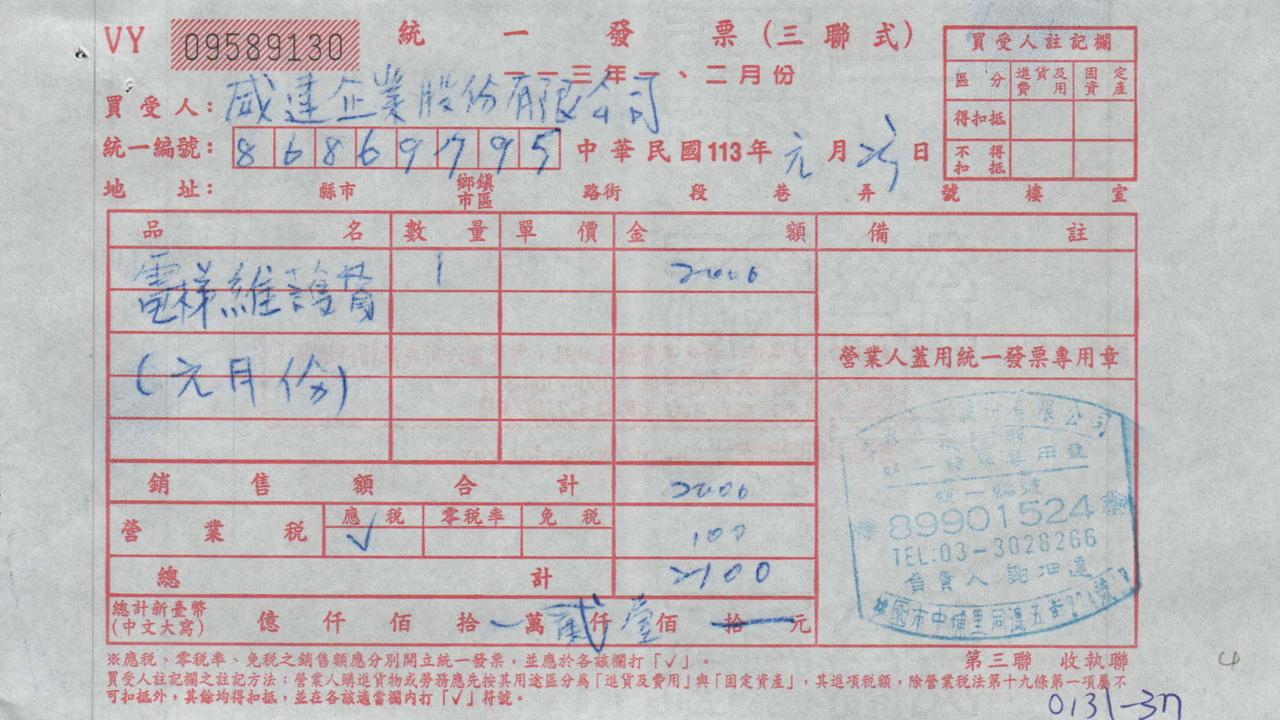 VY 09589130 統一發票(三聯式)
一一三年一、二月份
買受人: 威達企業股份有限公司
統一編號: 86869795 中華民國113年元月25日
地址: 縣市 鄉鎮市區 路街 段 巷 弄 號 樓 室
買受人註記欄
區分 進貨及費用 固定資產
得扣抵
不得扣抵
品名 數量 單價 金額 備註
電梯維護費 1 2000
(元月份)
營業人蓋用統一發票專用章
銷售額合計 2000
營業稅 應稅 ✓ 零稅率 免稅 100
總計 2100
總計新臺幣(中文大寫) 億 仟 佰 拾 萬 貳仟 壹佰 拾 元
股份有限公司
統一發票專用章
統一編號
89901524
TEL:03-3028266
負責人:謝坤達
※應稅、零稅率、免稅之銷售額應分別開立統一發票,並應於各該欄打「✓」。
第三聯 收執聯
買受人註記欄之註記方法:營業人購進貨物或勞務應先按其用途區分為「進貨及費用」與「固定資產」,其進項稅額,除營業稅法第十九條第一項屬不
可扣抵外,其餘均得扣抵,並在各該適當欄內打「✓」符號。
4
0131-37